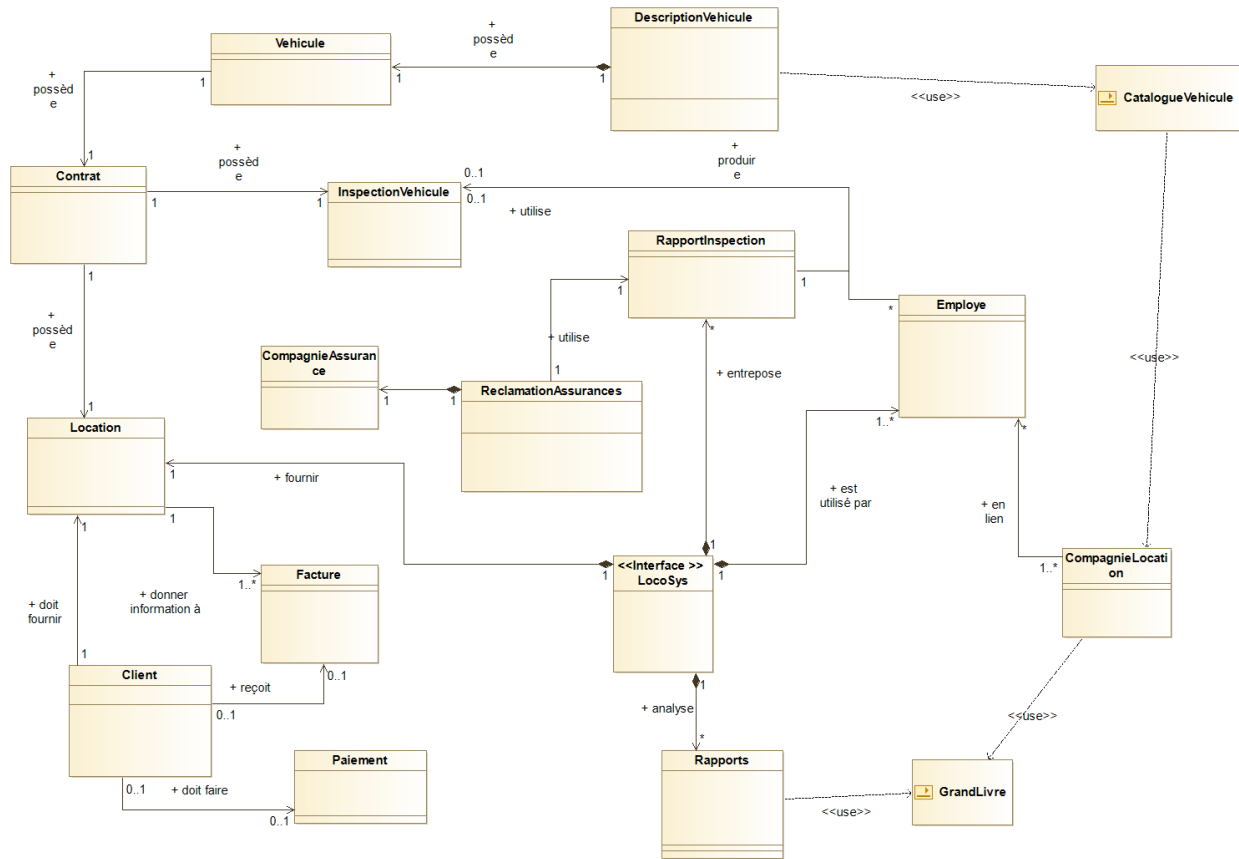 DescriptionVehicule
+
possèd
e
Vehicule
1
1
1
+
possèd
e
<<use>>
CatalogueVehicule
1
Contrat
1
+
possèd
e
1
InspectionVehicule
+
produir
e
0..1
0..1
+ utilise
RapportInspection
1
1
Employe
*
1
+
possèd
e
1
+ utilise
1
*
+ entrepose
<<use>>
CompagnieAssuran
ce
1
1
ReclamationAssurances
1..*
*
Location
1
+ fournir
1
1
+ est
utilisé par
+ en
lien
1
1
<<Interface >>
LocoSys
1
CompagnieLocati
on
1..*
Facture
1..*
+ donner
information à
+ doit
fournir
1
Client
+ reçoit
0..1
0..1
1
+ analyse
*
<<use>>
Paiement
0..1
+ doit faire
0..1
Rapports
<<use>>
GrandLivre